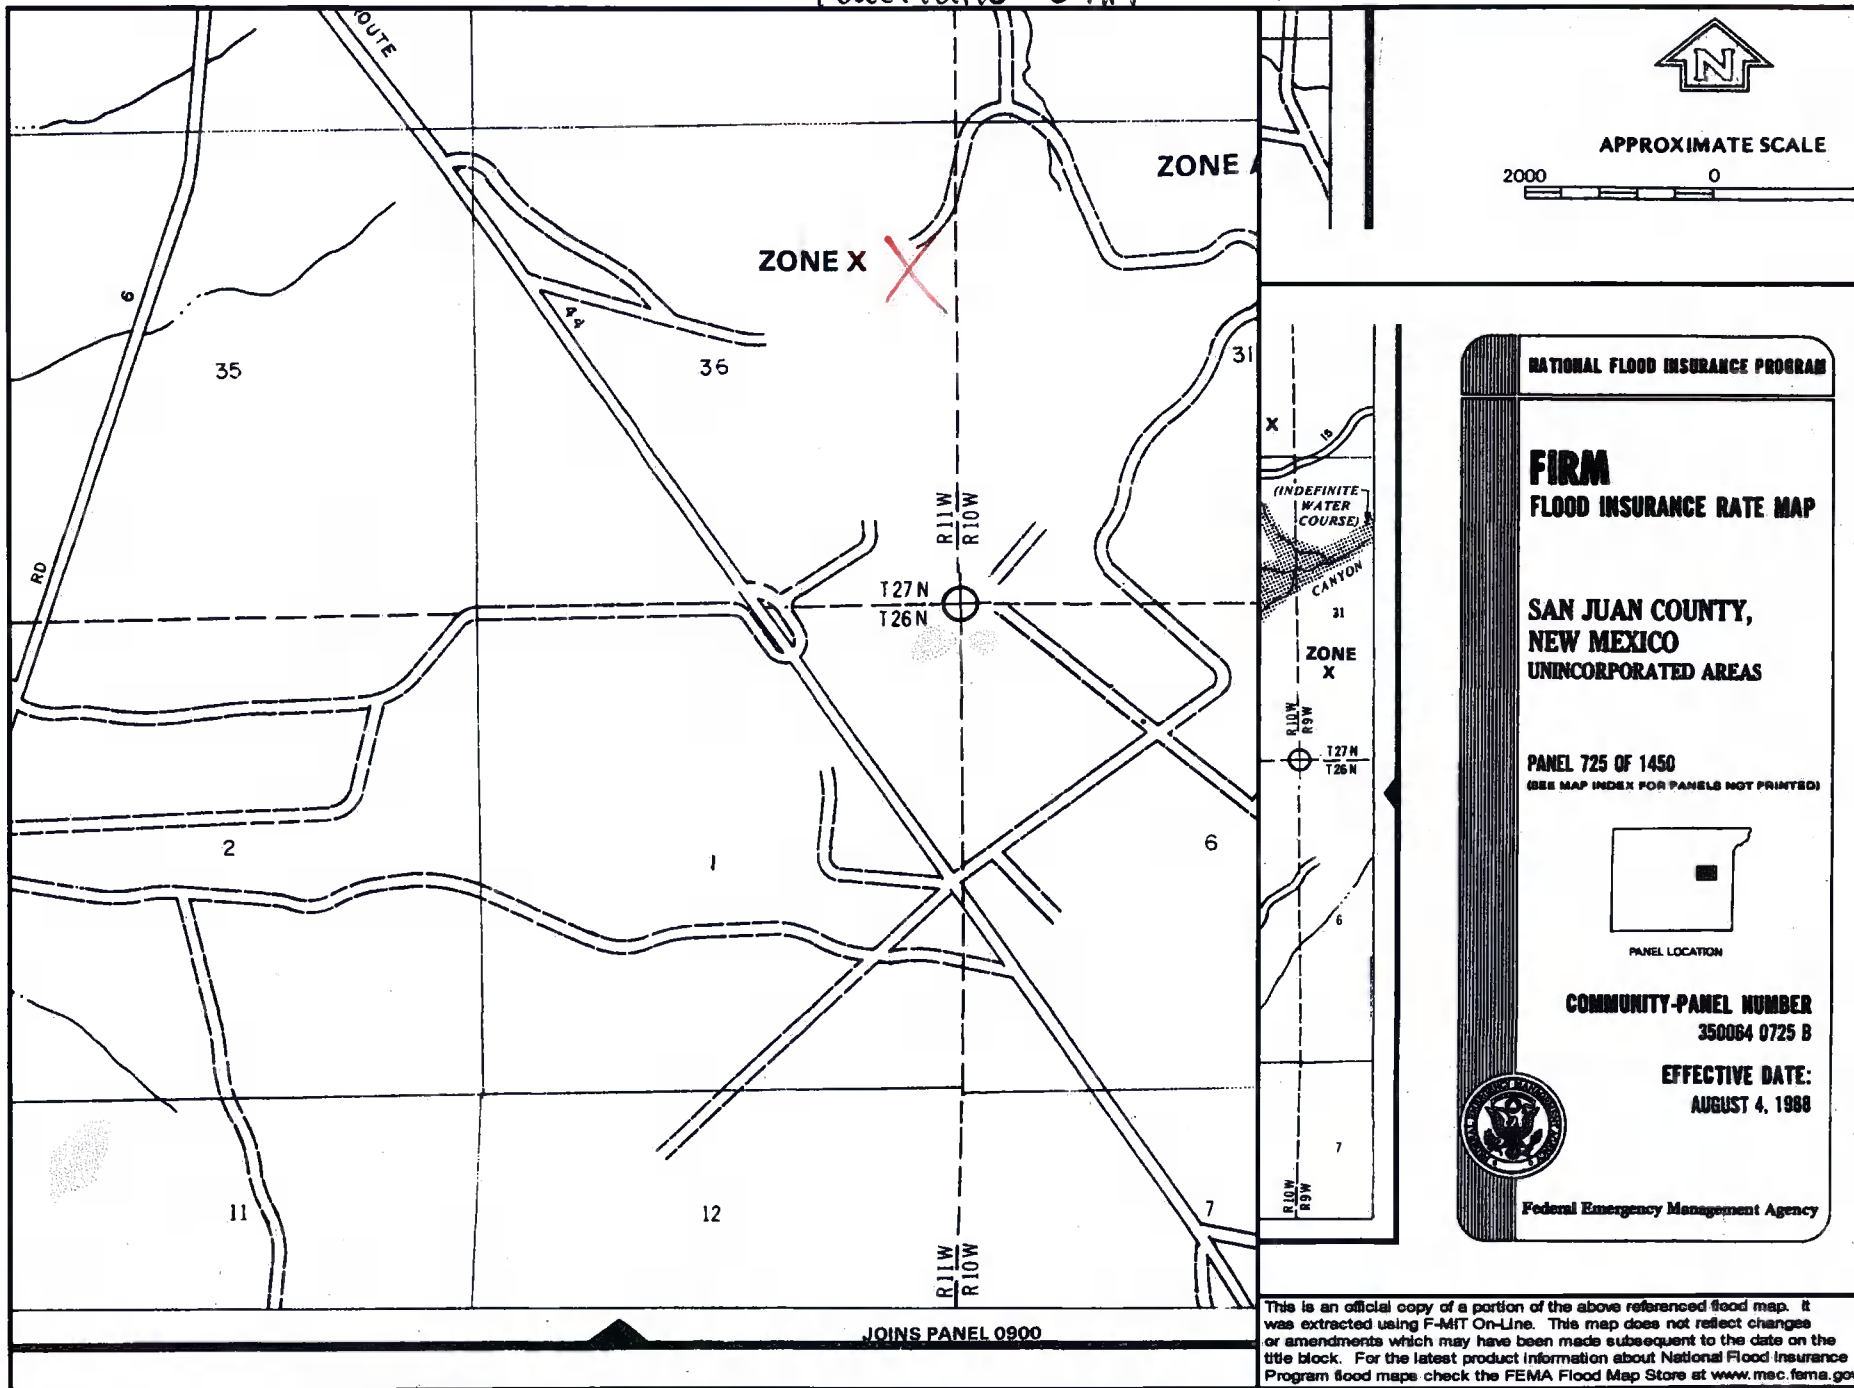 OUTE
N
APPROXIMATE SCALE
2000 0
ZONE
ZONE X
6
44
35
36
31
RD
R11W
R10W
T27N
T26N
2
1
6
11
12
7
R11W
R10W
JOINS PANEL 0900
X
15
(INDEFINITE
WATER
COURSE)
CANYON
31
ZONE
X
R10W
R9W
T27N
T26N
6
7
R10W
R9W
NATIONAL FLOOD INSURANCE PROGRAM
FIRM
FLOOD INSURANCE RATE MAP
SAN JUAN COUNTY,
NEW MEXICO
UNINCORPORATED AREAS
PANEL 725 OF 1450
(SEE MAP INDEX FOR PANELS NOT PRINTED)
PANEL LOCATION
COMMUNITY-PANEL NUMBER
350064 0725 B
EFFECTIVE DATE:
AUGUST 4, 1988
Federal Emergency Management Agency
This is an official copy of a portion of the above referenced flood map. It
was extracted using F-MIT On-Line. This map does not reflect changes
or amendments which may have been made subsequent to the date on the
title block. For the latest product information about National Flood Insurance
Program flood maps check the FEMA Flood Map Store at www.msc.fema.gov